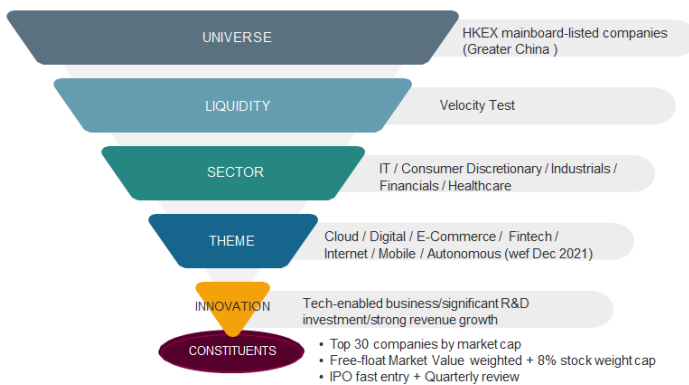 UNIVERSE
HKEX mainboard-listed companies
(Greater China )
LIQUIDITY
Velocity Test
SECTOR
IT / Consumer Discretionary / Industrials /
Financials / Healthcare
THEME
Cloud / Digital / E-Commerce / Fintech /
Internet / Mobile / Autonomous (wef Dec 2021)
INNOVATION
Tech-enabled business/significant R&D
investment/strong revenue growth
CONSTITUENTS
• Top 30 companies by market cap
• Free-float Market Value weighted + 8% stock weight cap
• IPO fast entry + Quarterly review